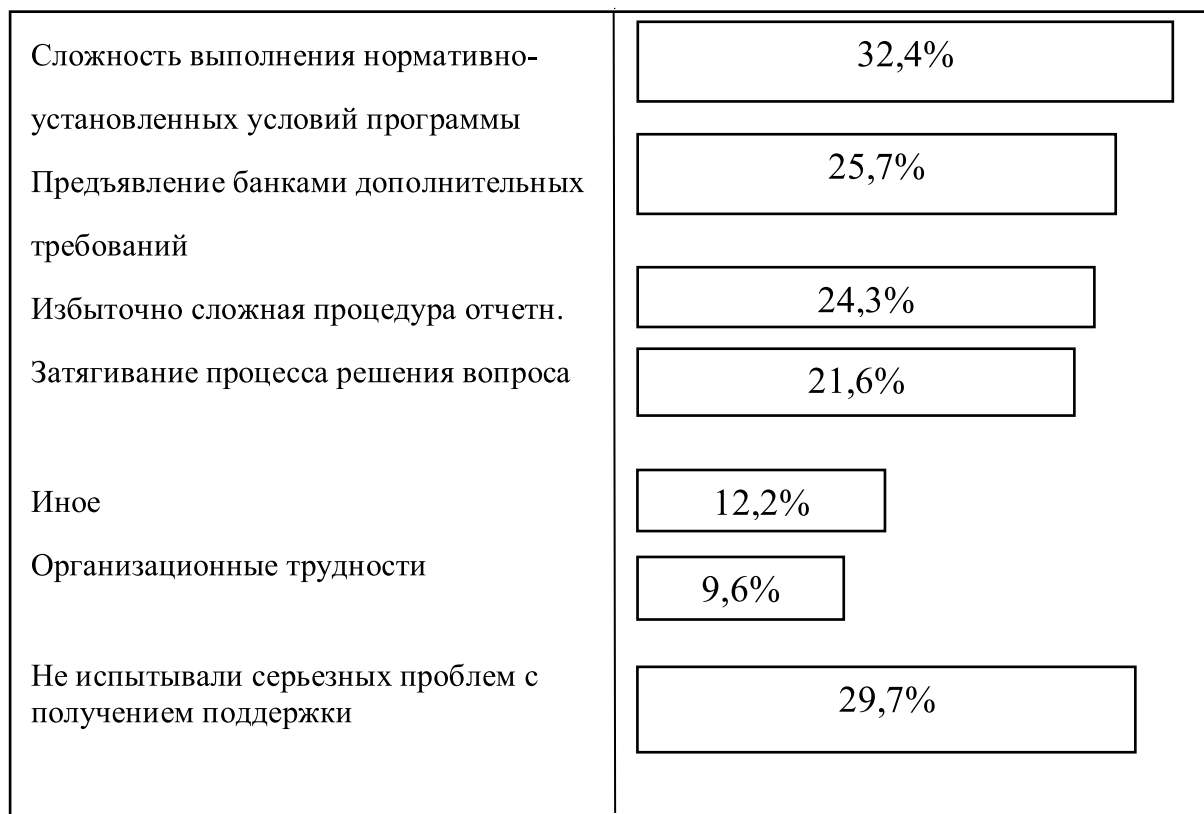 Сложность выполнения нормативно-
32,4%
установленных условий программы
Предъявление банками дополнительных
25,7%
требований
Избыточно сложная процедура отчетн.
24,3%
Затягивание процесса решения вопроса
21,6%
Иное
12,2%
Организационные трудности
9,6%
Не испытывали серьезных проблем с
получением поддержки
29,7%